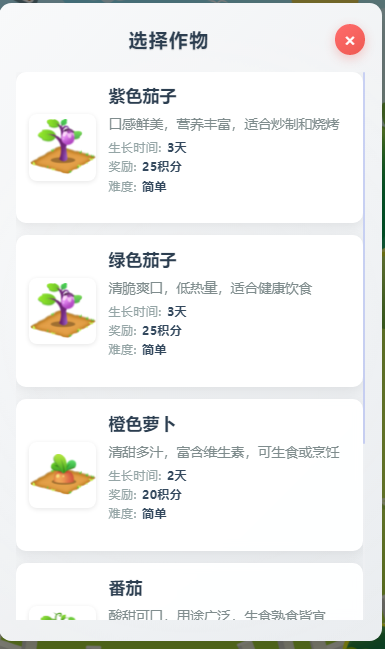 选择作物
×
紫色茄子
口感鲜美，营养丰富，适合炒制和烧烤
生长时间: 3天
奖励: 25积分
难度: 简单
绿色茄子
清脆爽口，低热量，适合健康饮食
生长时间: 3天
奖励: 25积分
难度: 简单
橙色萝卜
清甜多汁，富含维生素，可生食或烹饪
生长时间: 2天
奖励: 20积分
难度: 简单
番茄
酸甜可口，用途广泛，生食熟食皆宜